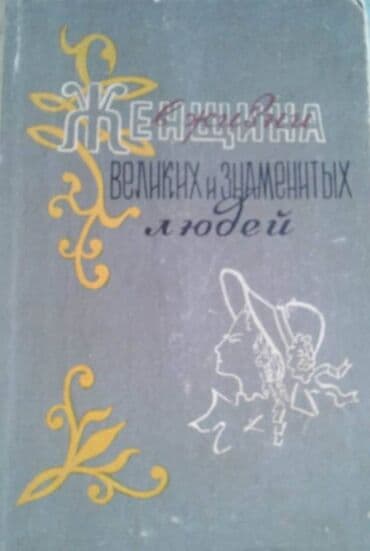 Женщина
в жизни
великих и знаменитых
людей